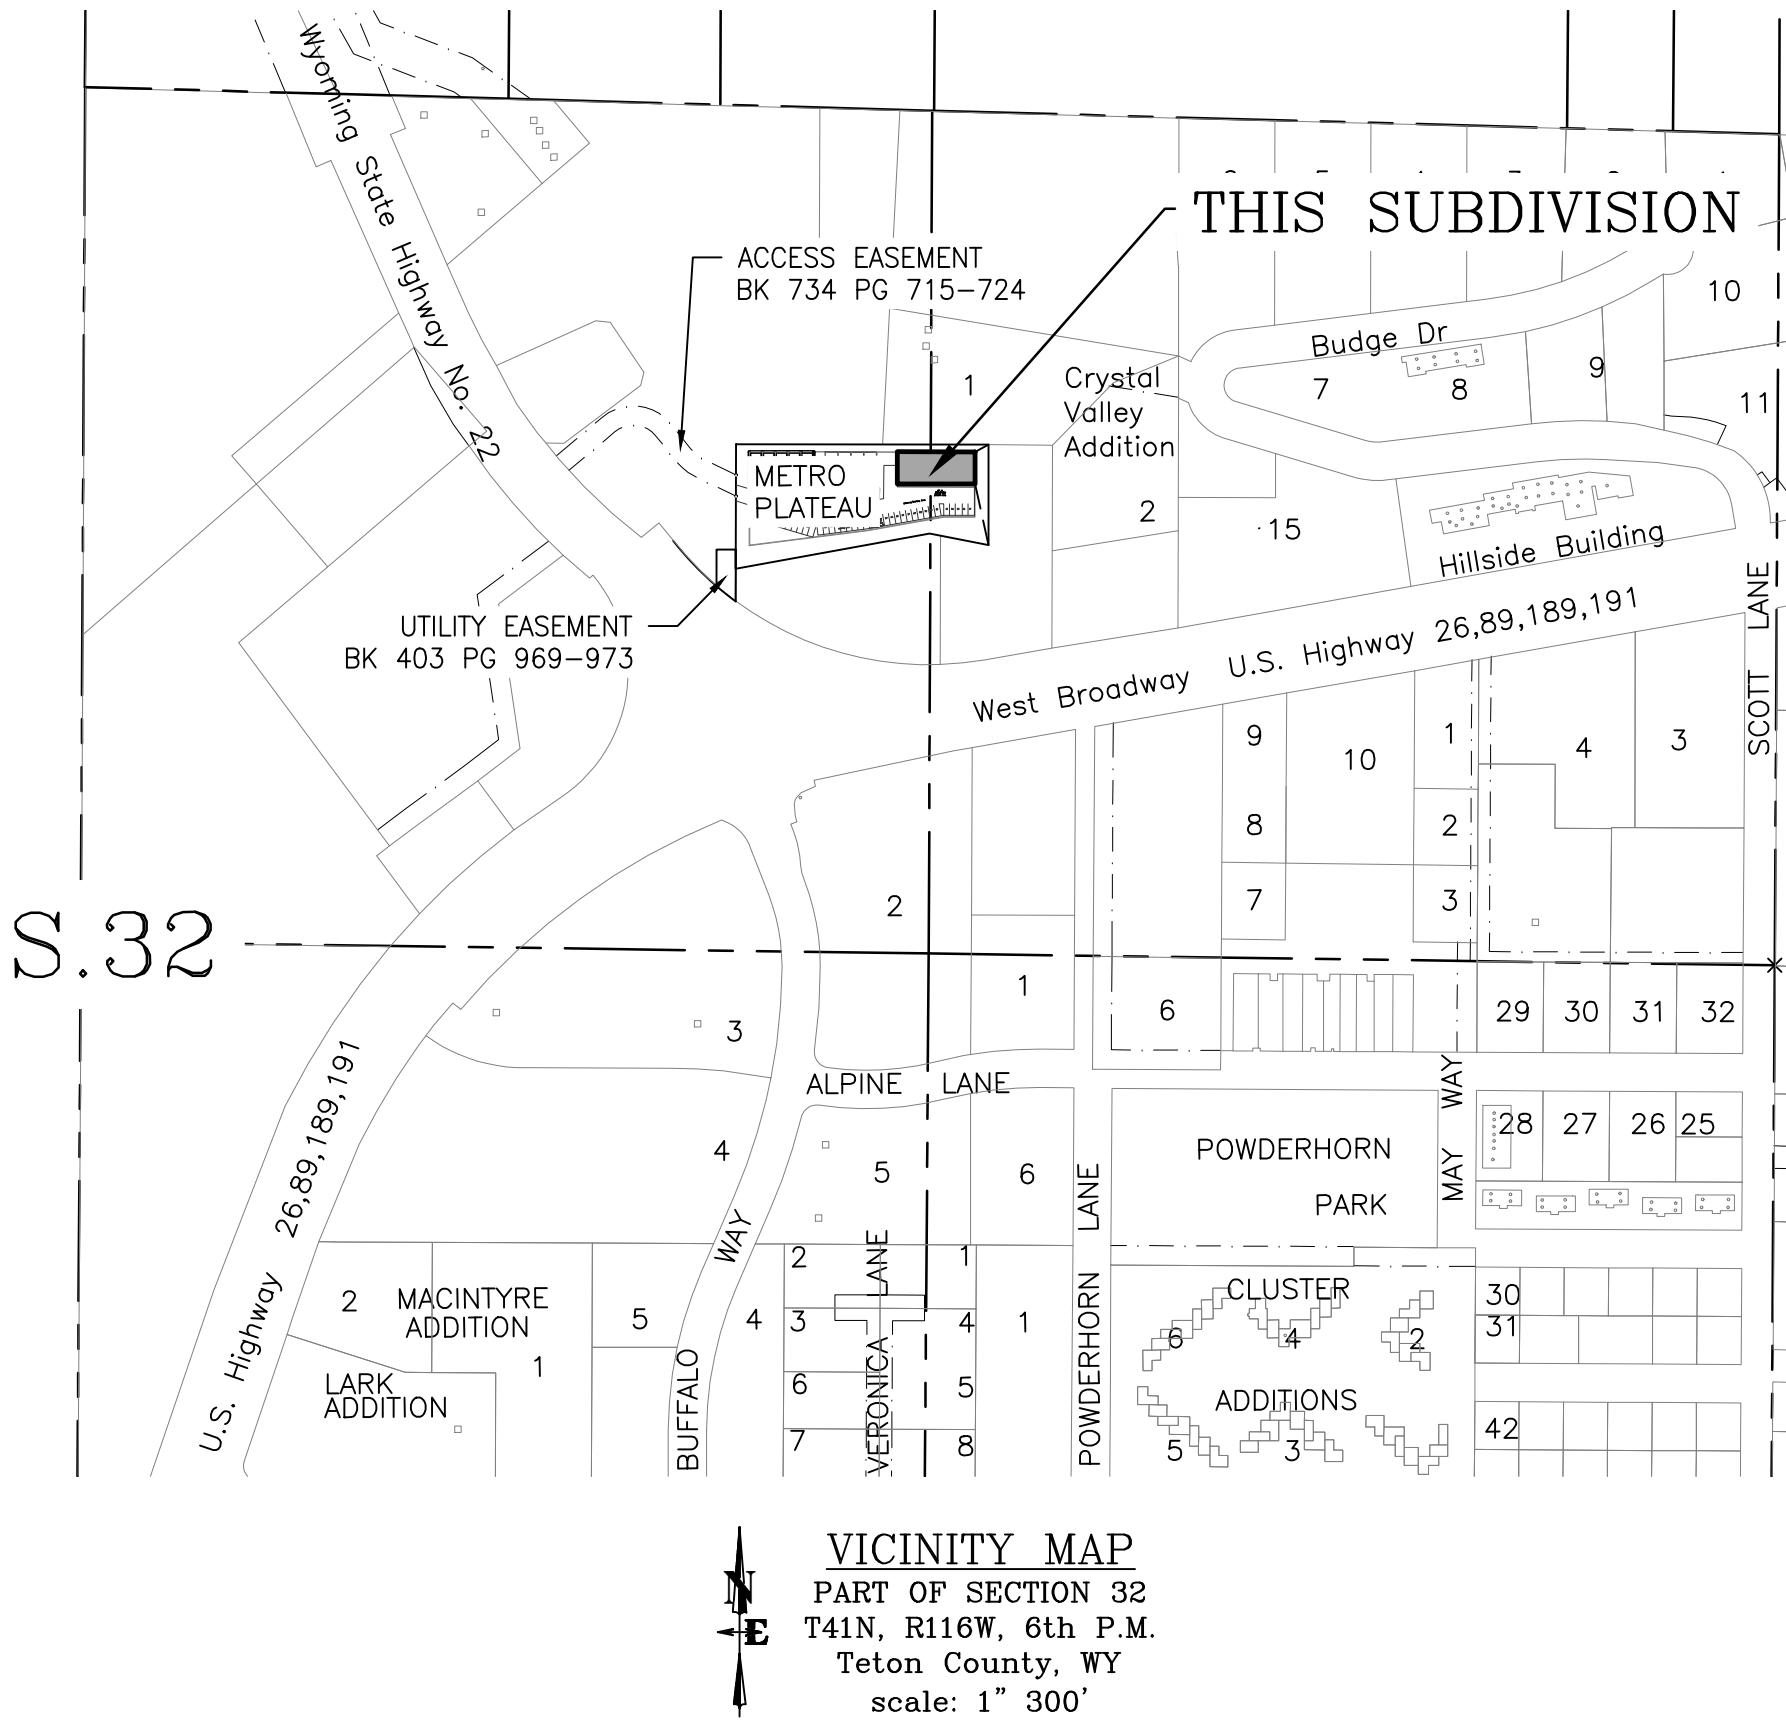 Wyoming State Highway No. 22
THIS SUBDIVISION
ACCESS EASEMENT
BK 734 PG 715-724
10
Budge Dr
1
Crystal
Valley
Addition
7
8
9
11
METRO
PLATEAU
2
15
Hillside Building
UTILITY EASEMENT
BK 403 PG 969-973
West Broadway U.S. Highway 26,89,189,191
SCOTT LANE
9
10
1
4
3
8
2
7
3
2
S.32
1
6
29
30
31
32
3
ALPINE LANE
MAY WAY
28
27
26
25
4
5
6
POWDERHORN
PARK
POWDERHORN LANE
U.S. Highway 26,89,189,191
BUFFALO WAY
VERONICA LANE
2
1
2
MACINTYRE
ADDITION
5
4
3
4
1
1
LARK
ADDITION
6
5
7
8
CLUSTER
6
4
2
ADDITIONS
5
3
30
31
42
VICINITY MAP
N
E
PART OF SECTION 32
T41N, R116W, 6th P.M.
Teton County, WY
scale: 1" 300'